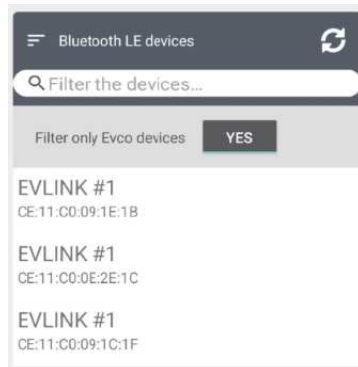 Bluetooth LE devices
Filter the devices...
Filter only Evco devices YES
EVLINK #1
CE:11:C0:09:1E:1B
EVLINK #1
CE:11:C0:0E:2E:1C
EVLINK #1
CE:11:C0:09:1C:1F